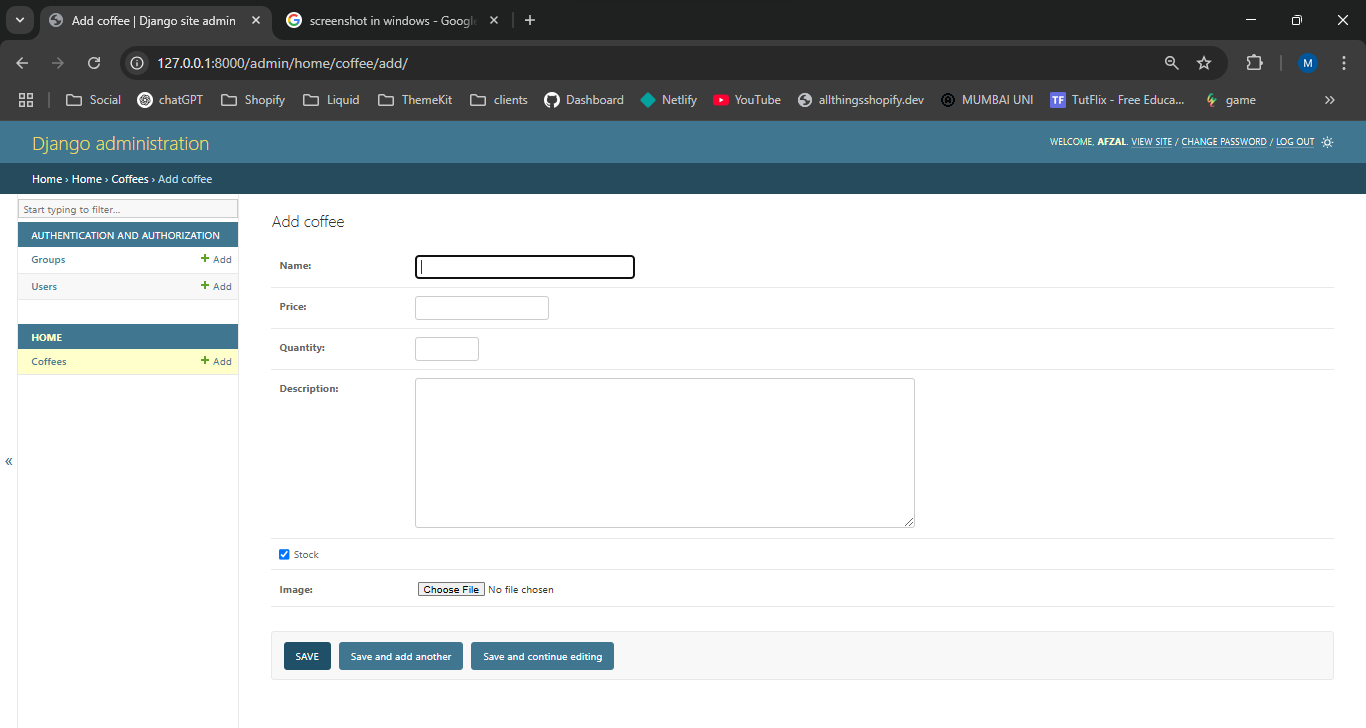 Add coffee | Django site admin
screenshot in windows - Googl
127.0.0.1:8000/admin/home/coffee/add/
M
Social chatGPT Shopify Liquid ThemeKit clients Dashboard Netlify YouTube allthingsshopify.dev MUMBAI UNI TF TutFlix - Free Educa... game
Django administration
WELCOME, AFZAL. VIEW SITE / CHANGE PASSWORD / LOG OUT
Home › Home › Coffees › Add coffee
Start typing to filter...
AUTHENTICATION AND AUTHORIZATION
Groups + Add
Users + Add
HOME
Coffees + Add
«
Add coffee
Name:
Price:
Quantity:
Description:
Stock
Image: Choose File No file chosen
SAVE Save and add another Save and continue editing